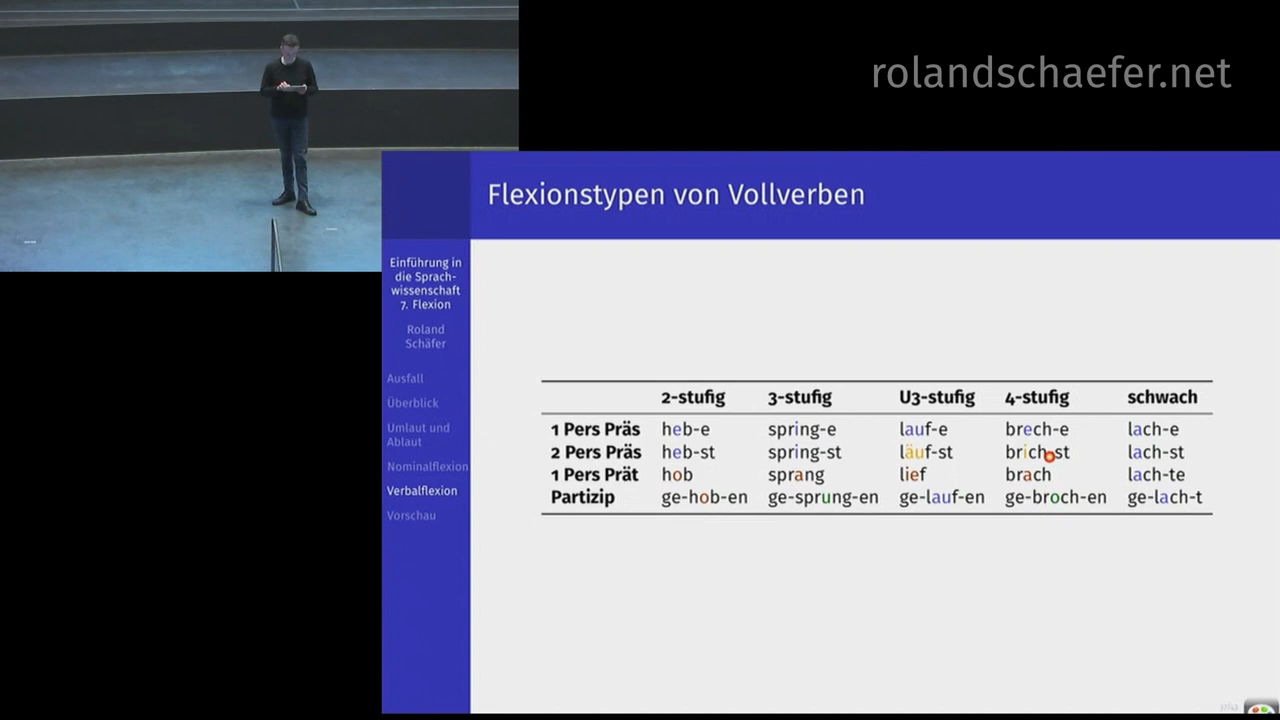 rolandschaefer.net
Flexionstypen von Vollverben
Einführung in
die Sprach-
wissenschaft
7. Flexion
Roland
Schäfer
Ausfall
Überblick
Umlaut und
Ablaut
Nominalflexion
Verbalflexion
Vorschau
2-stufig 3-stufig U3-stufig 4-stufig schwach
1 Pers Präs heb-e spring-e lauf-e brech-e lach-e
2 Pers Präs heb-st spring-st läuf-st brich-st lach-st
1 Pers Prät hob sprang lief brach lach-te
Partizip ge-hob-en ge-sprung-en ge-lauf-en ge-broch-en ge-lach-t